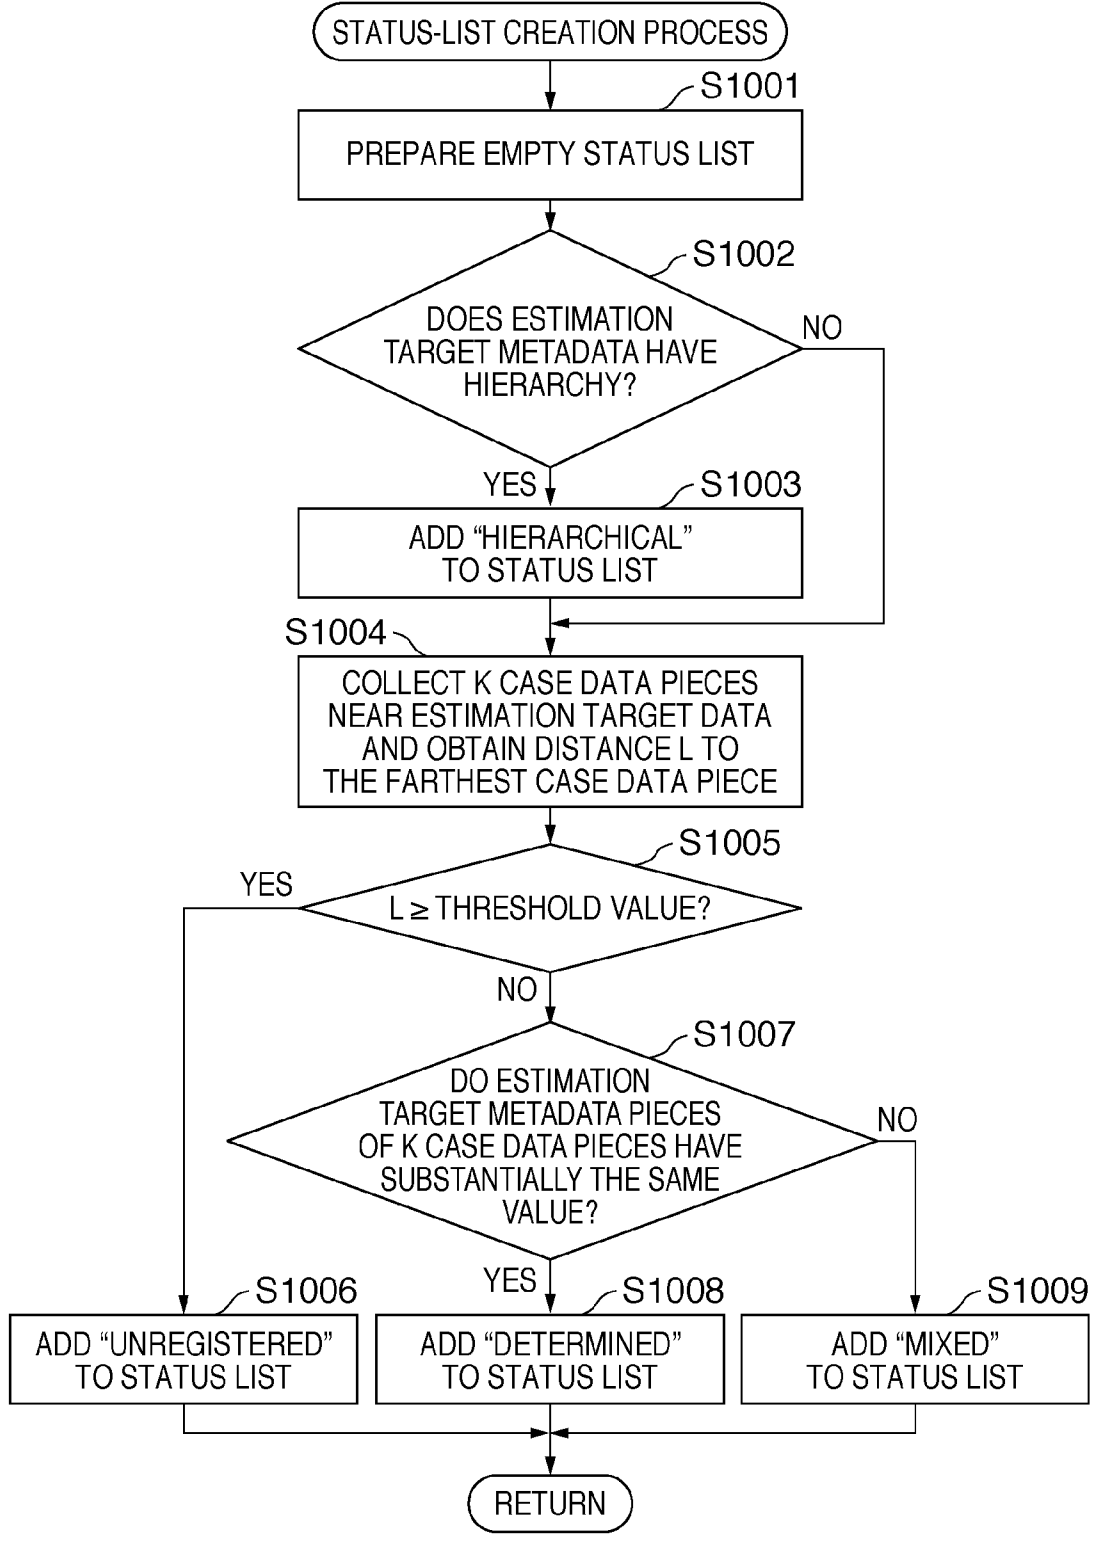 STATUS-LIST CREATION PROCESS
S1001
PREPARE EMPTY STATUS LIST
S1002
DOES ESTIMATION
TARGET METADATA HAVE
HIERARCHY?
NO
YES
S1003
ADD “HIERARCHICAL”
TO STATUS LIST
S1004
COLLECT K CASE DATA PIECES
NEAR ESTIMATION TARGET DATA
AND OBTAIN DISTANCE L TO
THE FARTHEST CASE DATA PIECE
S1005
YES
L ≥ THRESHOLD VALUE?
NO
S1007
DO ESTIMATION
TARGET METADATA PIECES
OF K CASE DATA PIECES HAVE
SUBSTANTIALLY THE SAME
VALUE?
NO
YES
S1006
ADD “UNREGISTERED”
TO STATUS LIST
S1008
ADD “DETERMINED”
TO STATUS LIST
S1009
ADD “MIXED”
TO STATUS LIST
RETURN